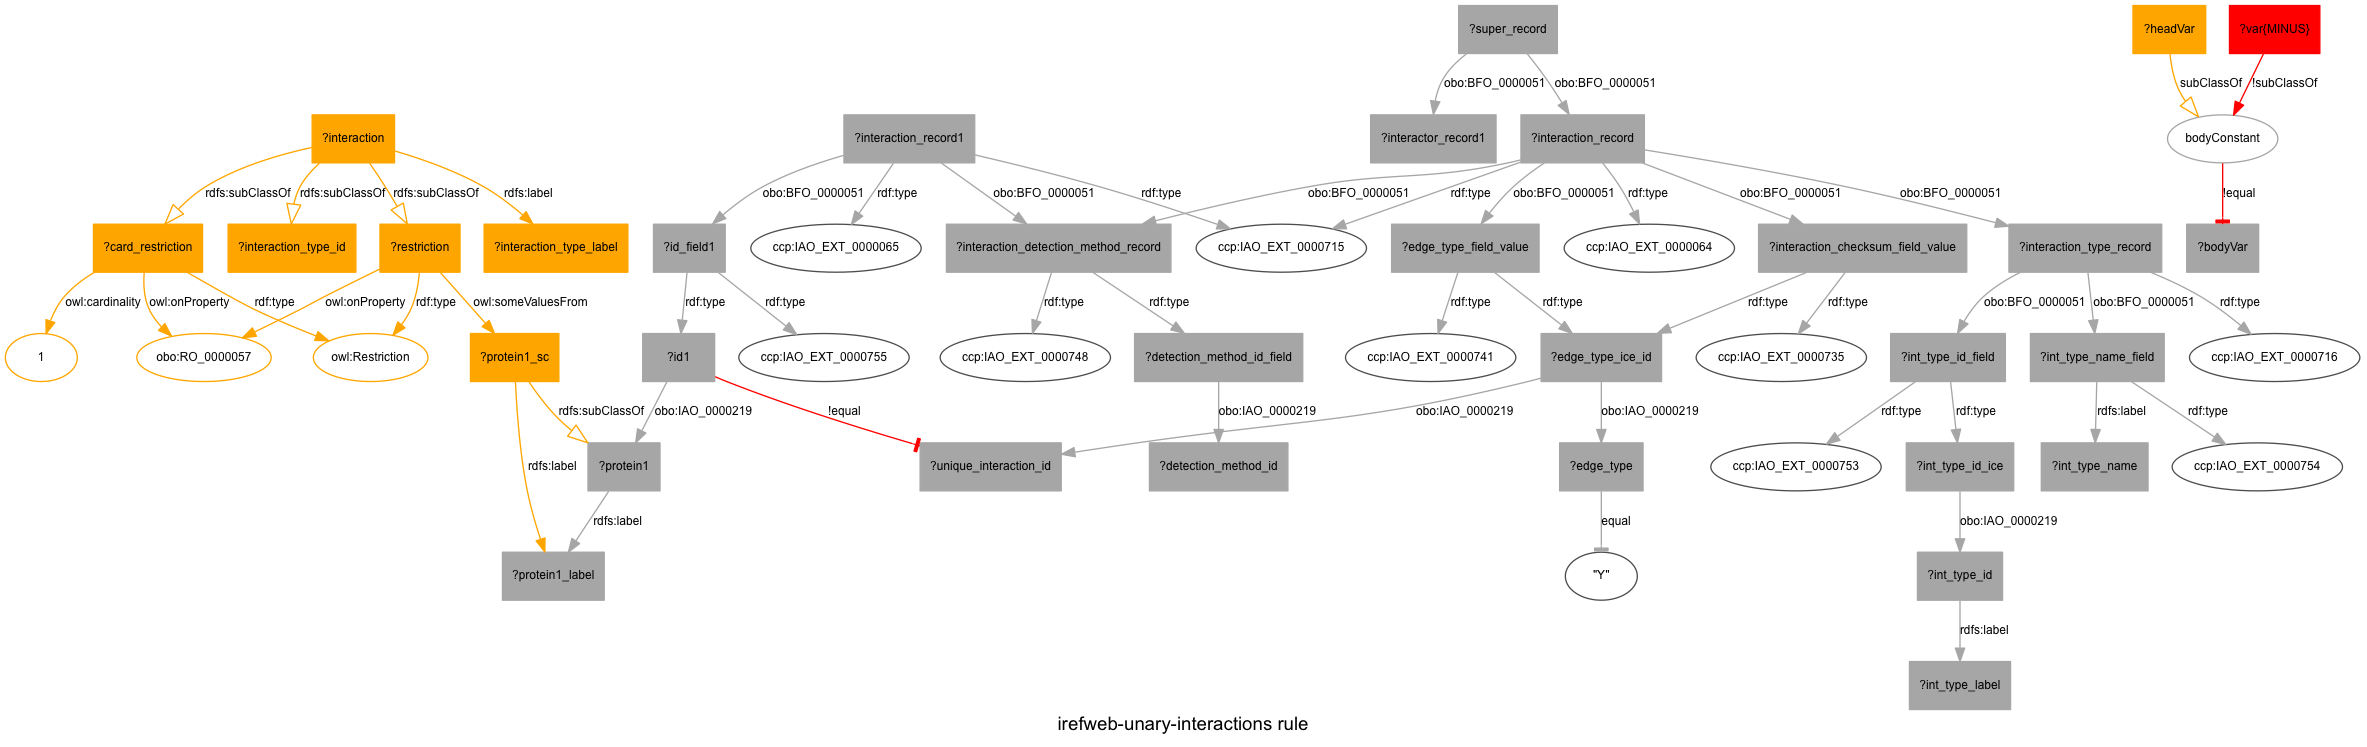 ?super_record
?headVar
?var{MINUS}
obo:BFO_0000051
obo:BFO_0000051
subClassOf
!subClassOf
?interaction
?interaction_record1
?interactor_record1
?interaction_record
bodyConstant
rdfs:subClassOf
rdfs:subClassOf
rdfs:subClassOf
rdfs:label
obo:BFO_0000051
rdf:type
obo:BFO_0000051
rdf:type
obo:BFO_0000051
rdf:type
obo:BFO_0000051
rdf:type
obo:BFO_0000051
obo:BFO_0000051
!equal
?card_restriction
?interaction_type_id
?restriction
?interaction_type_label
?id_field1
ccp:IAO_EXT_0000065
?interaction_detection_method_record
ccp:IAO_EXT_0000715
?edge_type_field_value
ccp:IAO_EXT_0000064
?interaction_checksum_field_value
?interaction_type_record
?bodyVar
owl:cardinality
owl:onProperty
rdf:type
owl:onProperty
rdf:type
owl:someValuesFrom
rdf:type
rdf:type
rdf:type
rdf:type
rdf:type
rdf:type
rdf:type
rdf:type
obo:BFO_0000051
obo:BFO_0000051
rdf:type
1
obo:RO_0000057
owl:Restriction
?protein1_sc
?id1
ccp:IAO_EXT_0000755
ccp:IAO_EXT_0000748
?detection_method_id_field
ccp:IAO_EXT_0000741
?edge_type_ice_id
ccp:IAO_EXT_0000735
?int_type_id_field
?int_type_name_field
ccp:IAO_EXT_0000716
rdfs:subClassOf
obo:IAO_0000219
!equal
obo:IAO_0000219
obo:IAO_0000219
obo:IAO_0000219
rdf:type
rdf:type
rdfs:label
rdf:type
rdfs:label
?protein1
?unique_interaction_id
?detection_method_id
?edge_type
ccp:IAO_EXT_0000753
?int_type_id_ice
?int_type_name
ccp:IAO_EXT_0000754
rdfs:label
equal
obo:IAO_0000219
?protein1_label
"Y"
?int_type_id
rdfs:label
?int_type_label
irefweb-unary-interactions rule